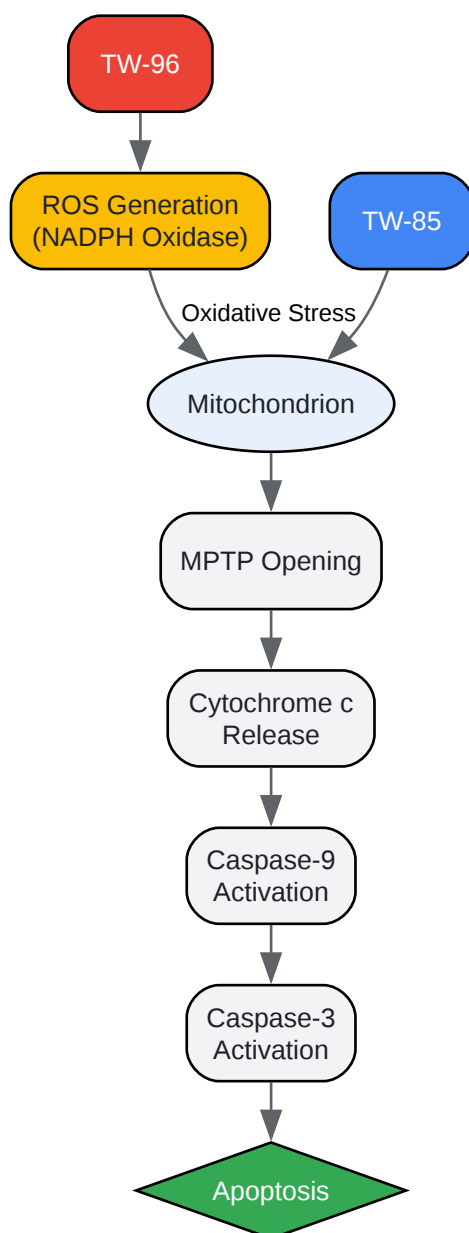 TW-96
ROS Generation
(NADPH Oxidase)
TW-85
Oxidative Stress
Mitochondrion
MPTP Opening
Cytochrome c
Release
Caspase-9
Activation
Caspase-3
Activation
Apoptosis